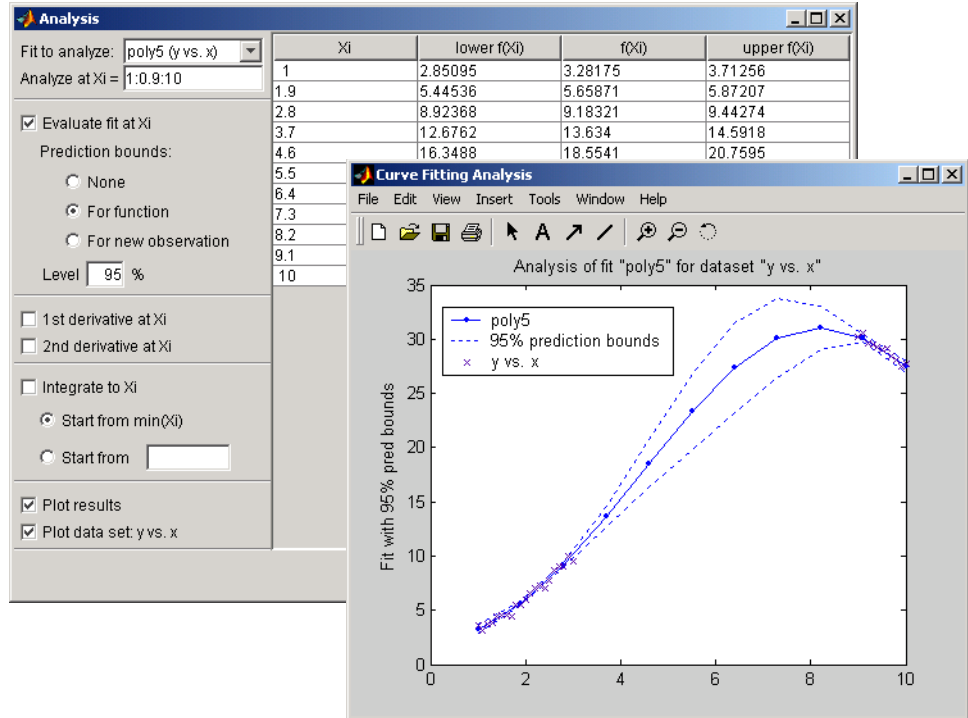 Analysis
Fit to analyze: poly5 (y vs. x)
Analyze at Xi = 1:0.9:10
Evaluate fit at Xi
Prediction bounds:
None
For function
For new observation
Level 95 %
1st derivative at Xi
2nd derivative at Xi
Integrate to Xi
Start from min(Xi)
Start from
Plot results
Plot data set: y vs. x
Xi lower f(Xi) f(Xi) upper f(Xi)
1 2.85095 3.28175 3.71256
1.9 5.44536 5.65871 5.87207
2.8 8.92368 9.18321 9.44274
3.7 12.6762 13.634 14.5918
4.6 16.3488 18.5541 20.7595
5.5
6.4
7.3
8.2
9.1
10
Curve Fitting Analysis
File Edit View Insert Tools Window Help
A
Analysis of fit "poly5" for dataset "y vs. x"
poly5
95% prediction bounds
y vs. x
Fit with 95% pred bounds
35
30
25
20
15
10
5
0
0 2 4 6 8 10